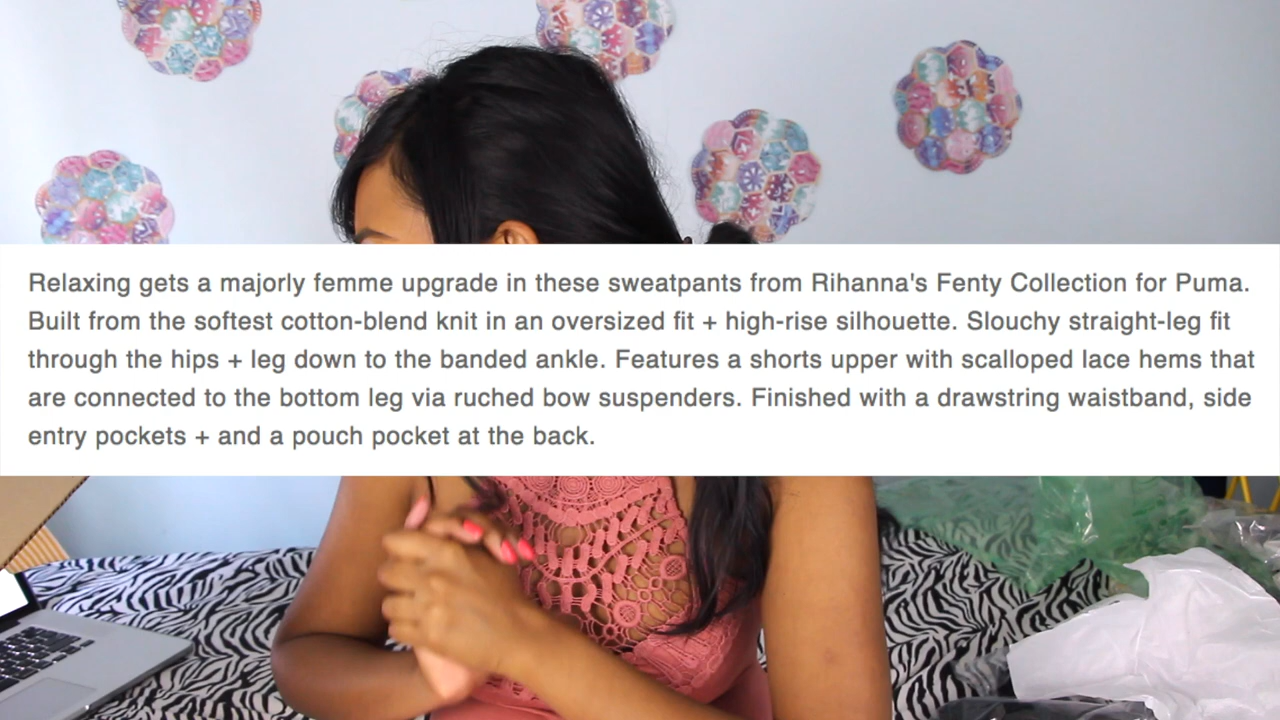 Relaxing gets a majorly femme upgrade in these sweatpants from Rihanna's Fenty Collection for Puma.
Built from the softest cotton-blend knit in an oversized fit + high-rise silhouette. Slouchy straight-leg fit
through the hips + leg down to the banded ankle. Features a shorts upper with scalloped lace hems that
are connected to the bottom leg via ruched bow suspenders. Finished with a drawstring waistband, side
entry pockets + and a pouch pocket at the back.